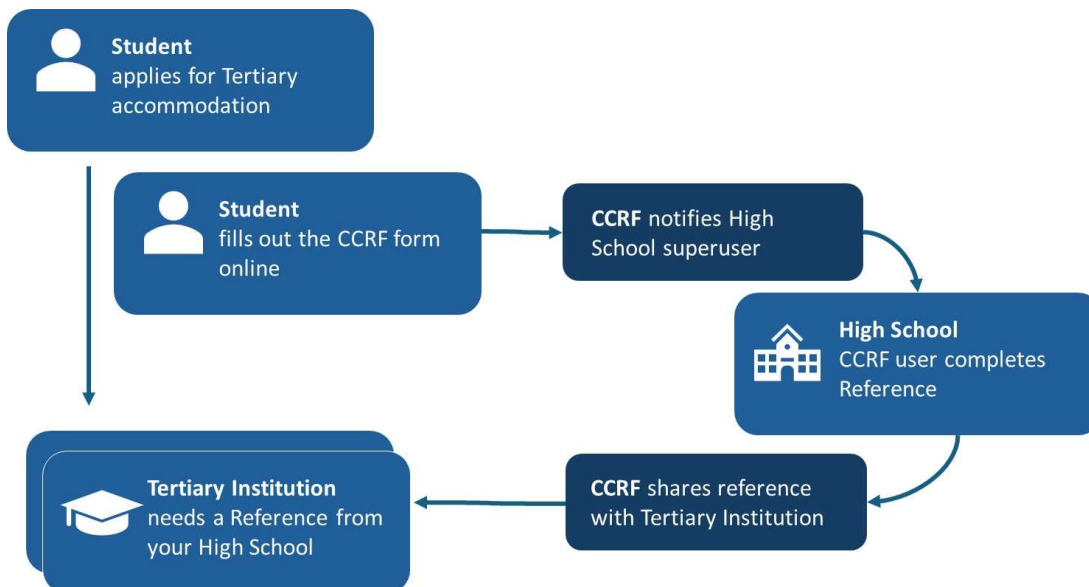 Student
applies for Tertiary
accommodation
Student
fills out the CCRF form
online
CCRF notifies High
School superuser
High School
CCRF user completes
Reference
CCRF shares reference
with Tertiary Institution
Tertiary Institution
needs a Reference from
your High School